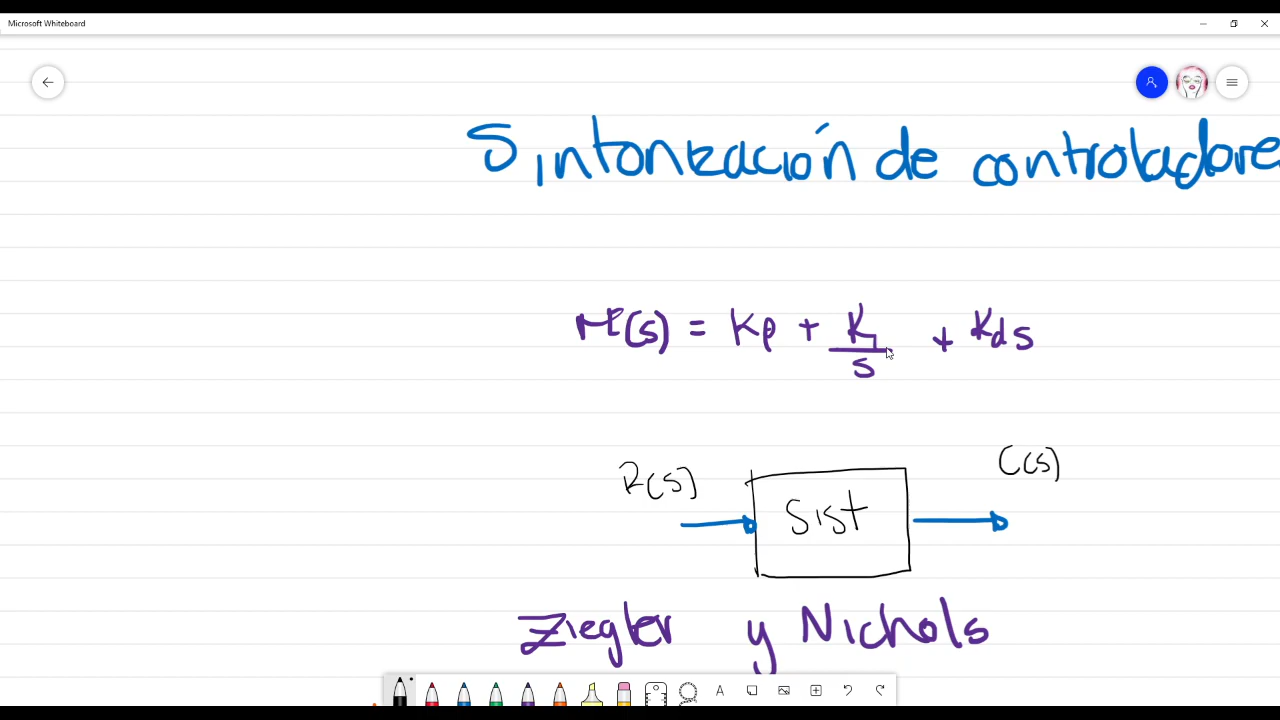 Microsoft Whiteboard
Sintonización de controladore
M(s) = Kp + KI/s + Kds
R(s)
C(s)
Sist
Ziegler y Nichols